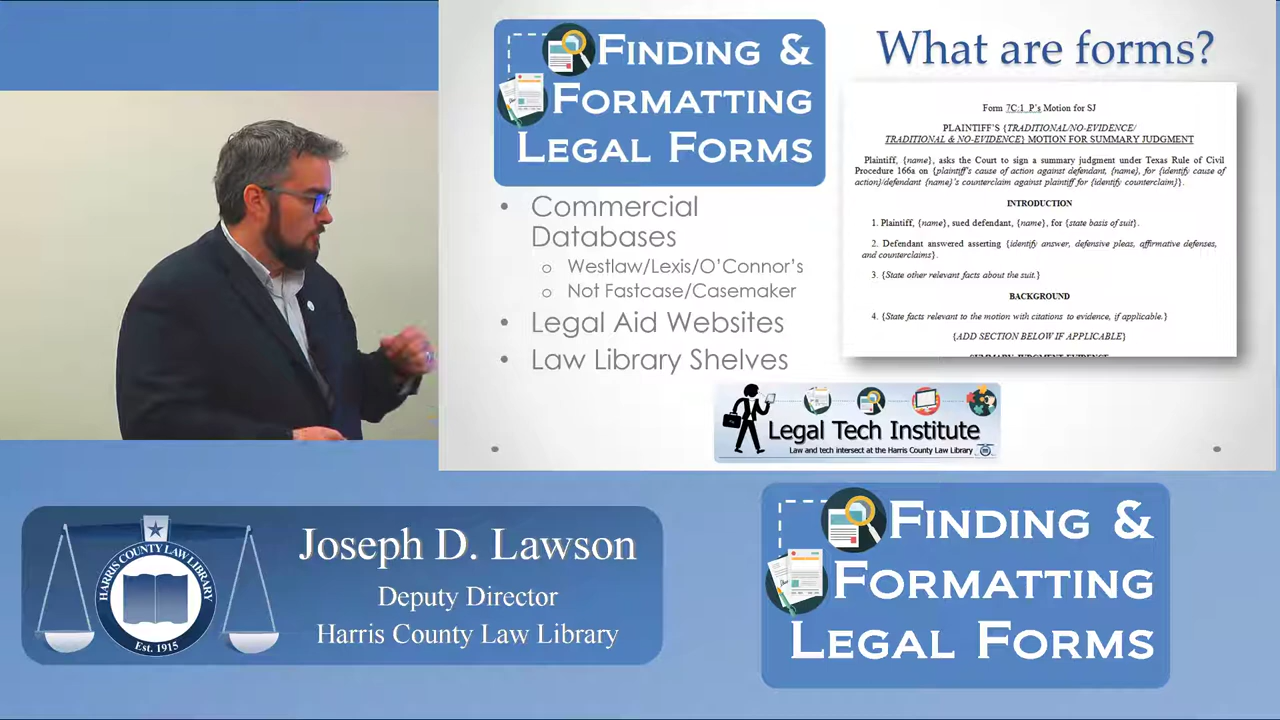 FINDING &
FORMATTING
LEGAL FORMS
What are forms?
• Commercial
Databases
o Westlaw/Lexis/O'Connor's
o Not Fastcase/Casemaker
• Legal Aid Websites
• Law Library Shelves
Form 7C:1 P's Motion for SJ
PLAINTIFF'S {TRADITIONAL/NO-EVIDENCE/
TRADITIONAL & NO-EVIDENCE} MOTION FOR SUMMARY JUDGMENT
Plaintiff, {name}, asks the Court to sign a summary judgment under Texas Rule of Civil
Procedure 166a on {plaintiff's cause of action against defendant, {name}, for {identify cause of
action}/defendant {name}'s counterclaim against plaintiff for {identify counterclaim}}.
INTRODUCTION
1. Plaintiff, {name}, sued defendant, {name}, for {state basis of suit}.
2. Defendant answered asserting {identify answer, defensive pleas, affirmative defenses,
and counterclaims}.
3. {State other relevant facts about the suit.}
BACKGROUND
4. {State facts relevant to the motion with citations to evidence, if applicable.}
{ADD SECTION BELOW IF APPLICABLE}
SUMMARY-JUDGMENT EVIDENCE
Legal Tech Institute
Law and tech intersect at the Harris County Law Library
HARRIS COUNTY LAW LIBRARY
Est. 1915
Joseph D. Lawson
Deputy Director
Harris County Law Library
FINDING &
FORMATTING
LEGAL FORMS